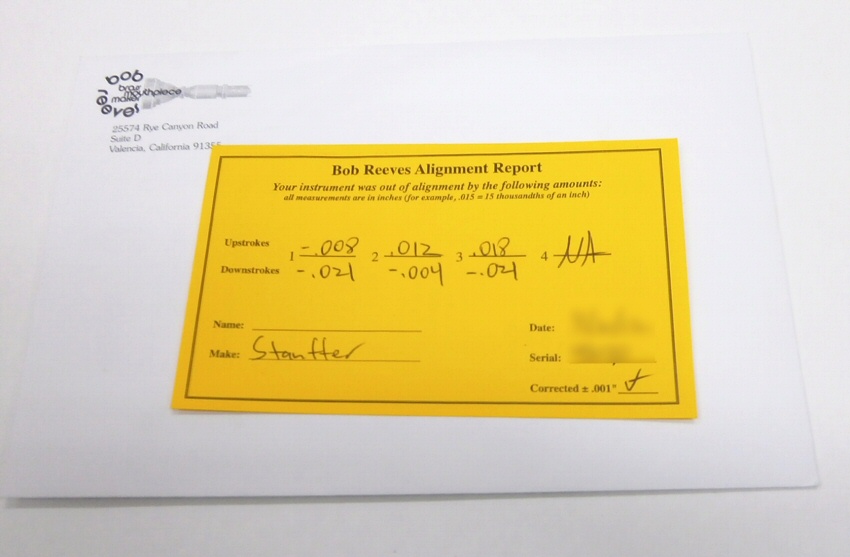 bob
reeves
brass
mouthpiece
maker
25574 Rye Canyon Road
Suite D
Valencia, California 91355
Bob Reeves Alignment Report
Your instrument was out of alignment by the following amounts:
all measurements are in inches (for example, .015 = 15 thousandths of an inch)
Upstrokes 1 -.008 2 .012 3 .018 4 NA
Downstrokes -.021 -.004 -.021
Name:
Date:
Make: Stauffer
Serial:
Corrected ± .001"